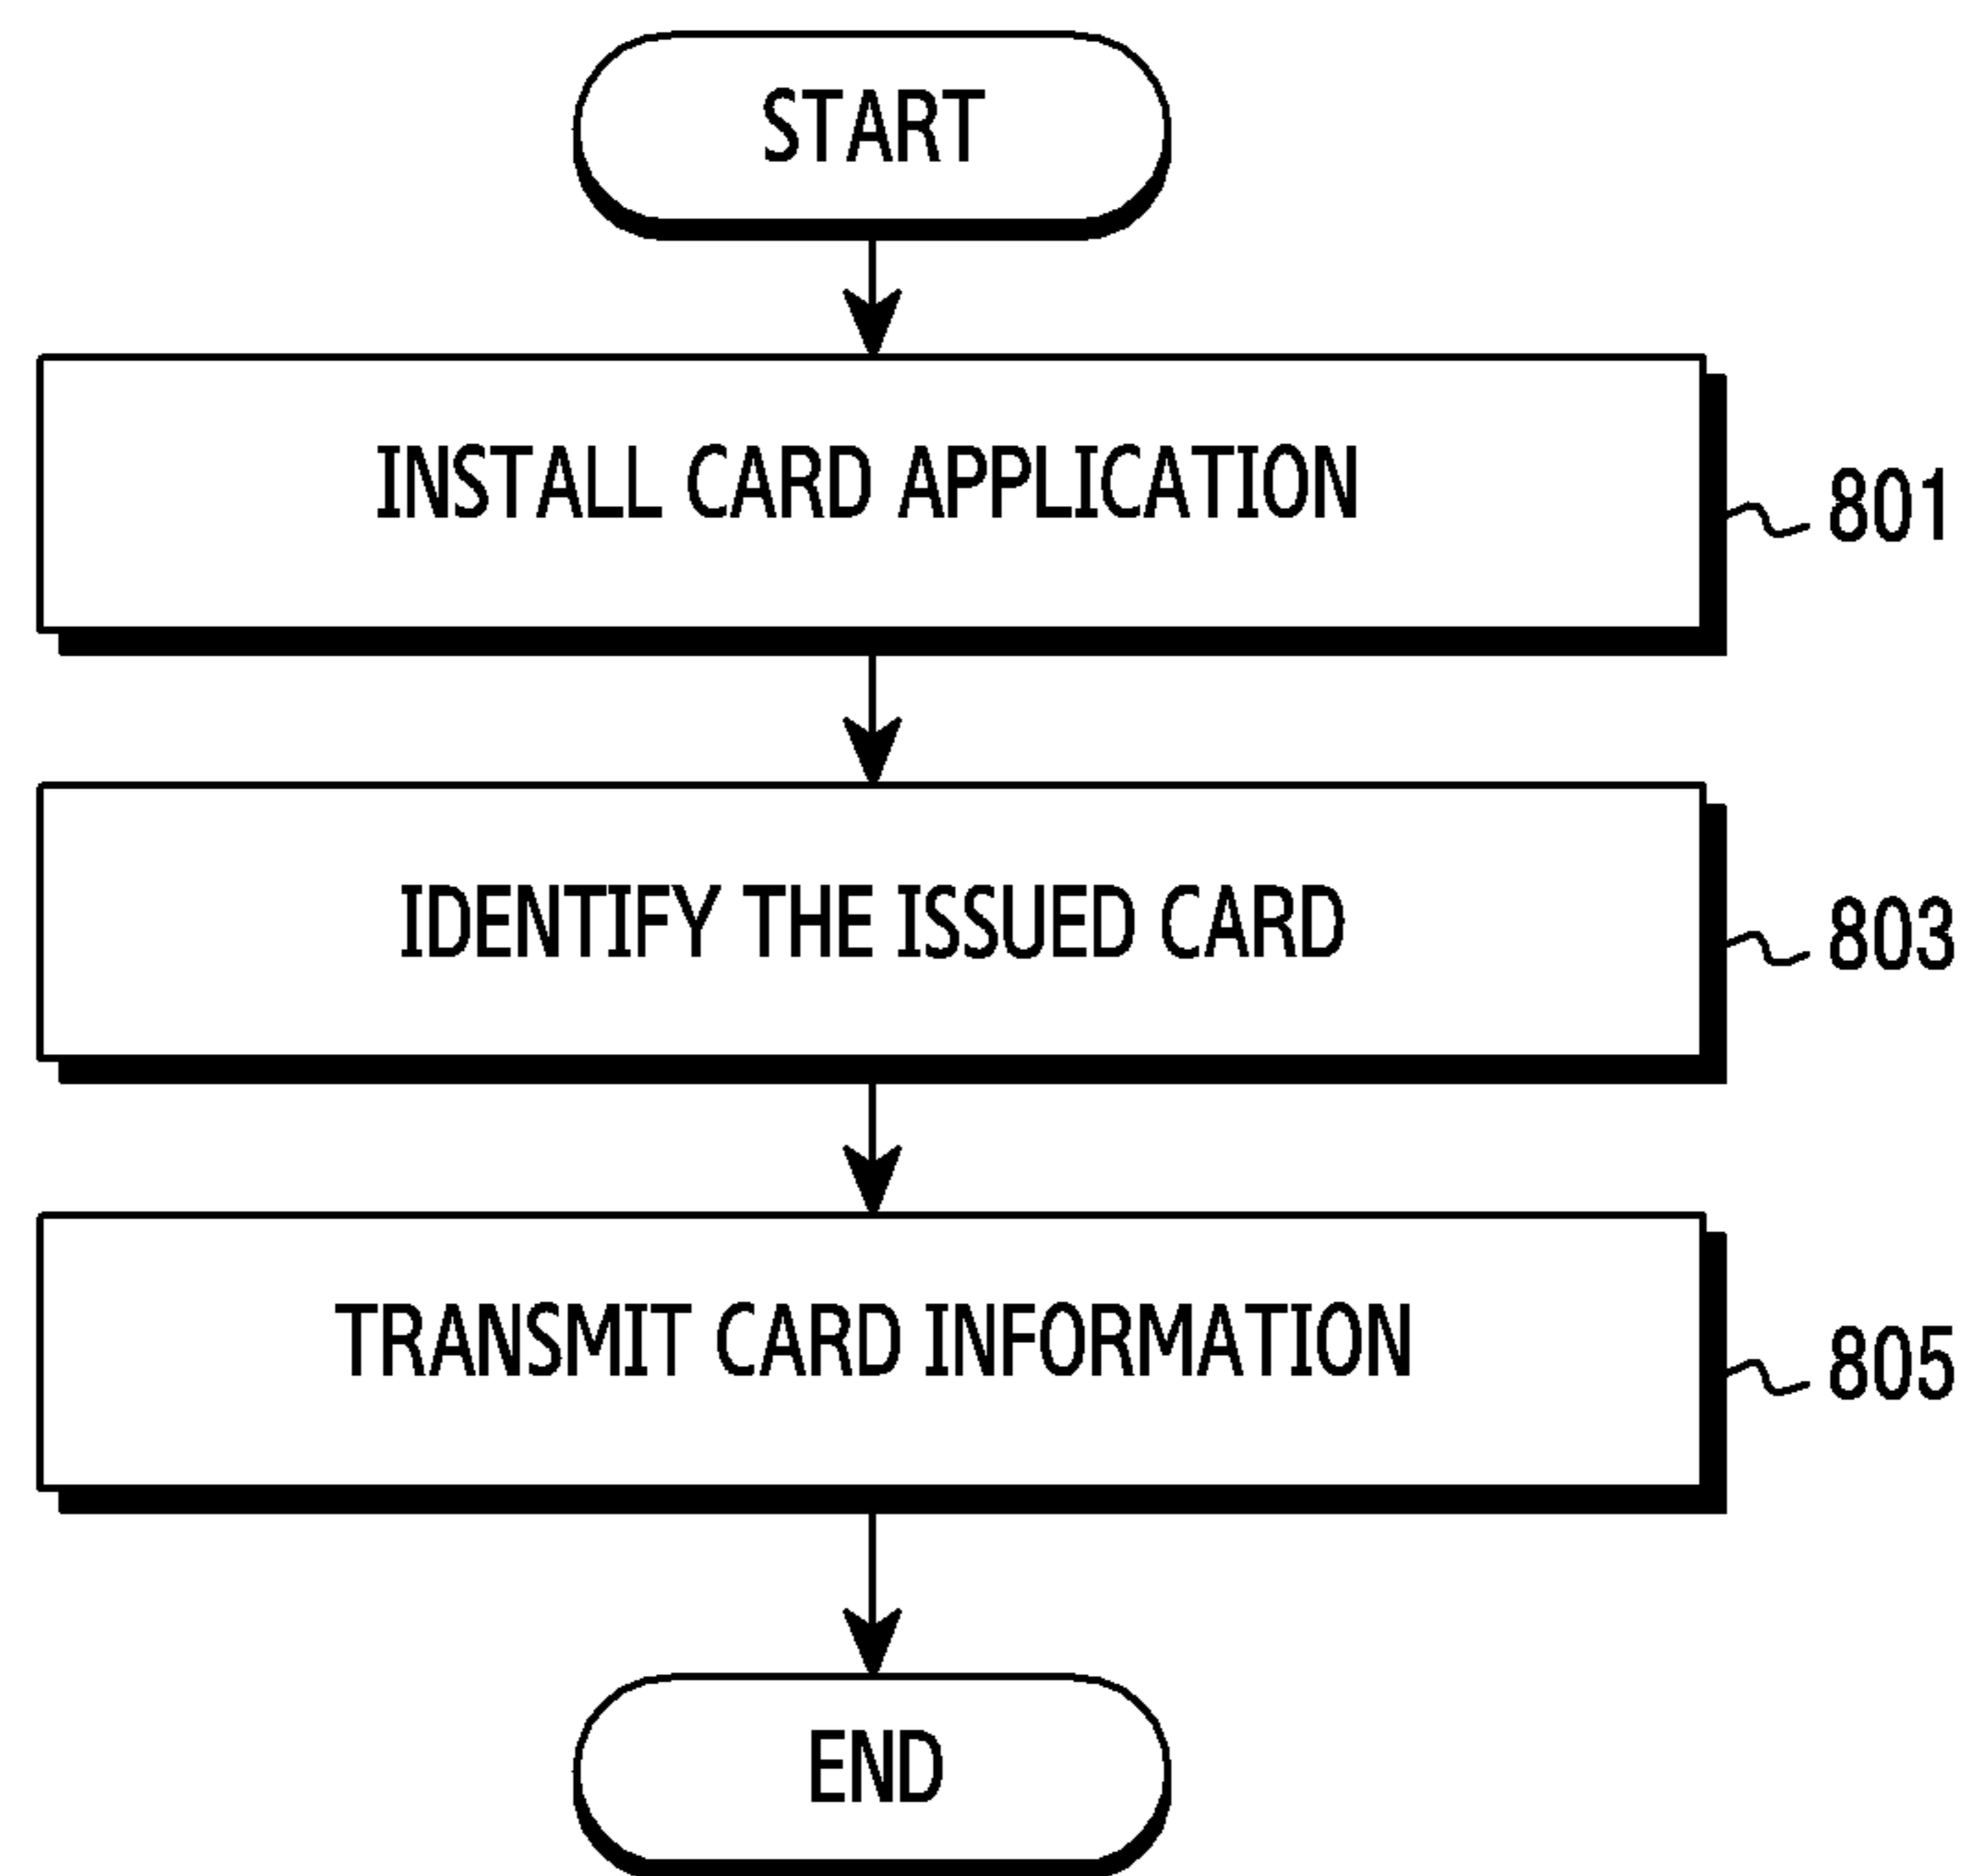 START
INSTALL CARD APPLICATION
801
IDENTIFY THE ISSUED CARD
803
TRANSMIT CARD INFORMATION
805
END